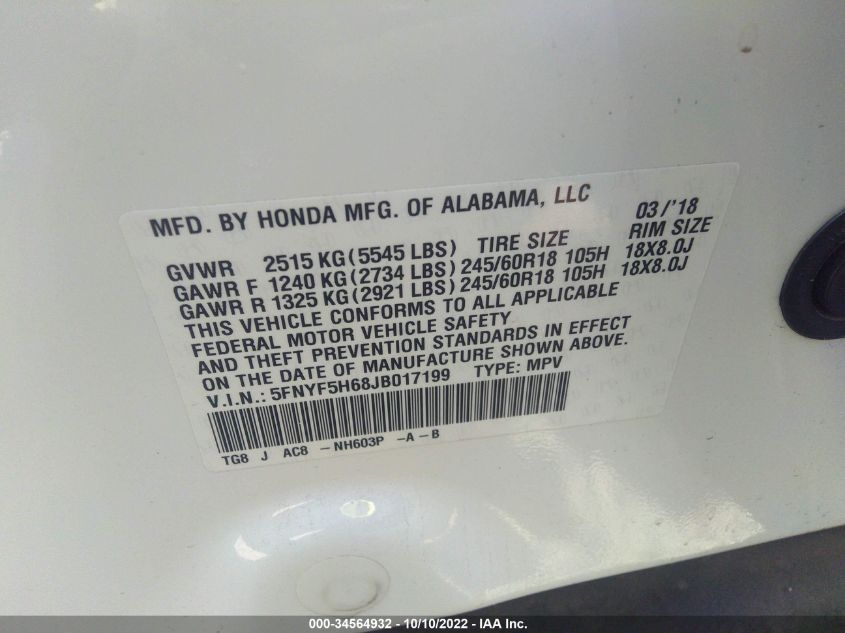 MFD. BY HONDA MFG. OF ALABAMA, LLC 03/'18
GVWR 2515 KG (5545 LBS) TIRE SIZE RIM SIZE
GAWR F 1240 KG (2734 LBS) 245/60R18 105H 18X8.0J
GAWR R 1325 KG (2921 LBS) 245/60R18 105H 18X8.0J
THIS VEHICLE CONFORMS TO ALL APPLICABLE
FEDERAL MOTOR VEHICLE SAFETY
AND THEFT PREVENTION STANDARDS IN EFFECT
ON THE DATE OF MANUFACTURE SHOWN ABOVE.
V.I.N.: 5FNYF5H68JB017199 TYPE: MPV
TG8 J AC8 -NH603P -A-B
000-34564932 - 10/10/2022 - IAA Inc.